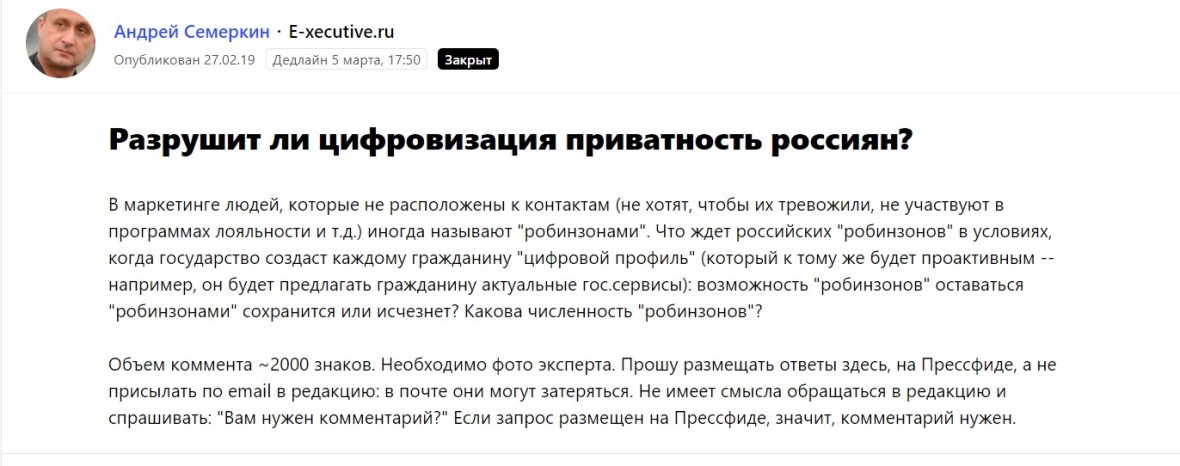 Андрей Семеркин · E-xecutive.ru
Опубликован 27.02.19 Дедлайн 5 марта, 17:50 Закрыт
Разрушит ли цифровизация приватность россиян?
В маркетинге людей, которые не расположены к контактам (не хотят, чтобы их тревожили, не участвуют в
программах лояльности и т.д.) иногда называют "робинзонами". Что ждет российских "робинзонов" в условиях,
когда государство создаст каждому гражданину "цифровой профиль" (который к тому же будет проактивным --
например, он будет предлагать гражданину актуальные гос.сервисы): возможность "робинзонов" оставаться
"робинзонами" сохранится или исчезнет? Какова численность "робинзонов"?
Объем коммента ~2000 знаков. Необходимо фото эксперта. Прошу размещать ответы здесь, на Прессфиде, а не
присылать по email в редакцию: в почте они могут затеряться. Не имеет смысла обращаться в редакцию и
спрашивать: "Вам нужен комментарий?" Если запрос размещен на Прессфиде, значит, комментарий нужен.